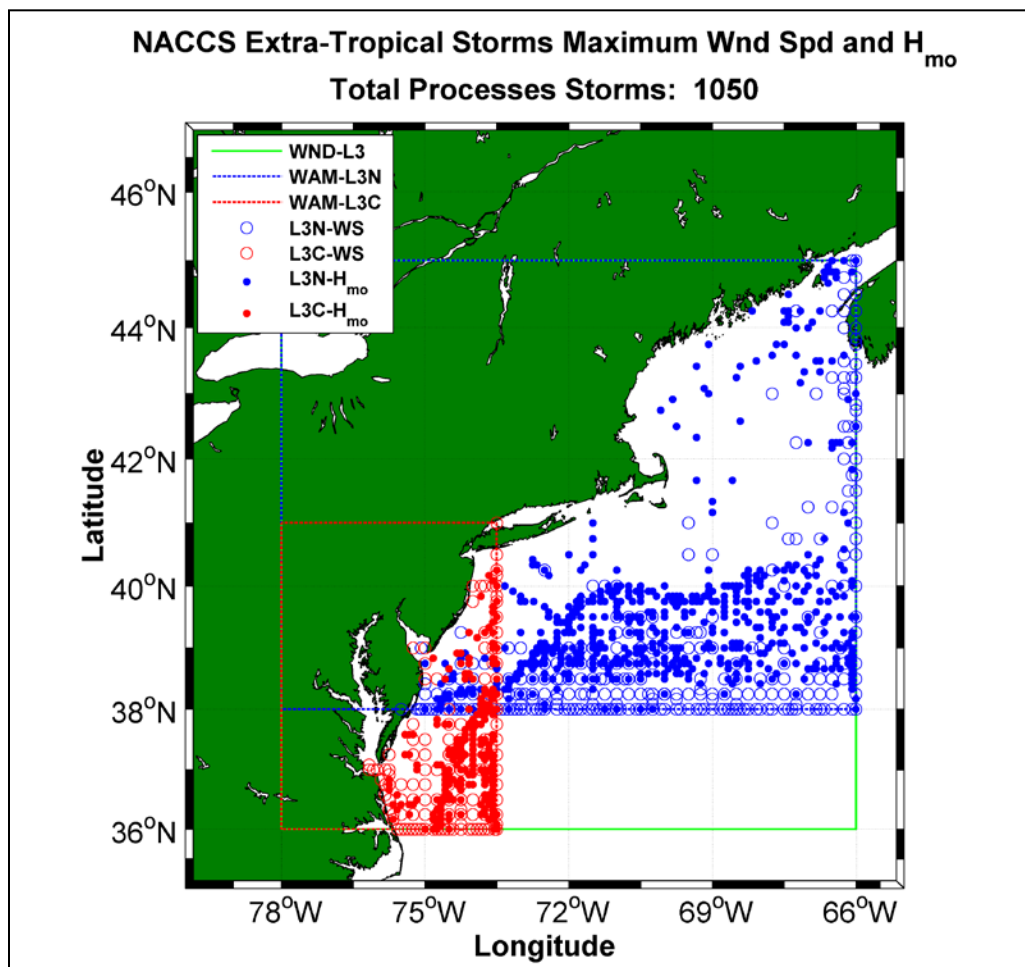 NACCS Extra-Tropical Storms Maximum Wnd Spd and Hmo
Total Processes Storms: 1050
WND-L3
WAM-L3N
WAM-L3C
L3N-WS
L3C-WS
L3N-Hmo
L3C-Hmo
46°N
44°N
42°N
40°N
38°N
36°N
Latitude
78°W 75°W 72°W 69°W 66°W
Longitude